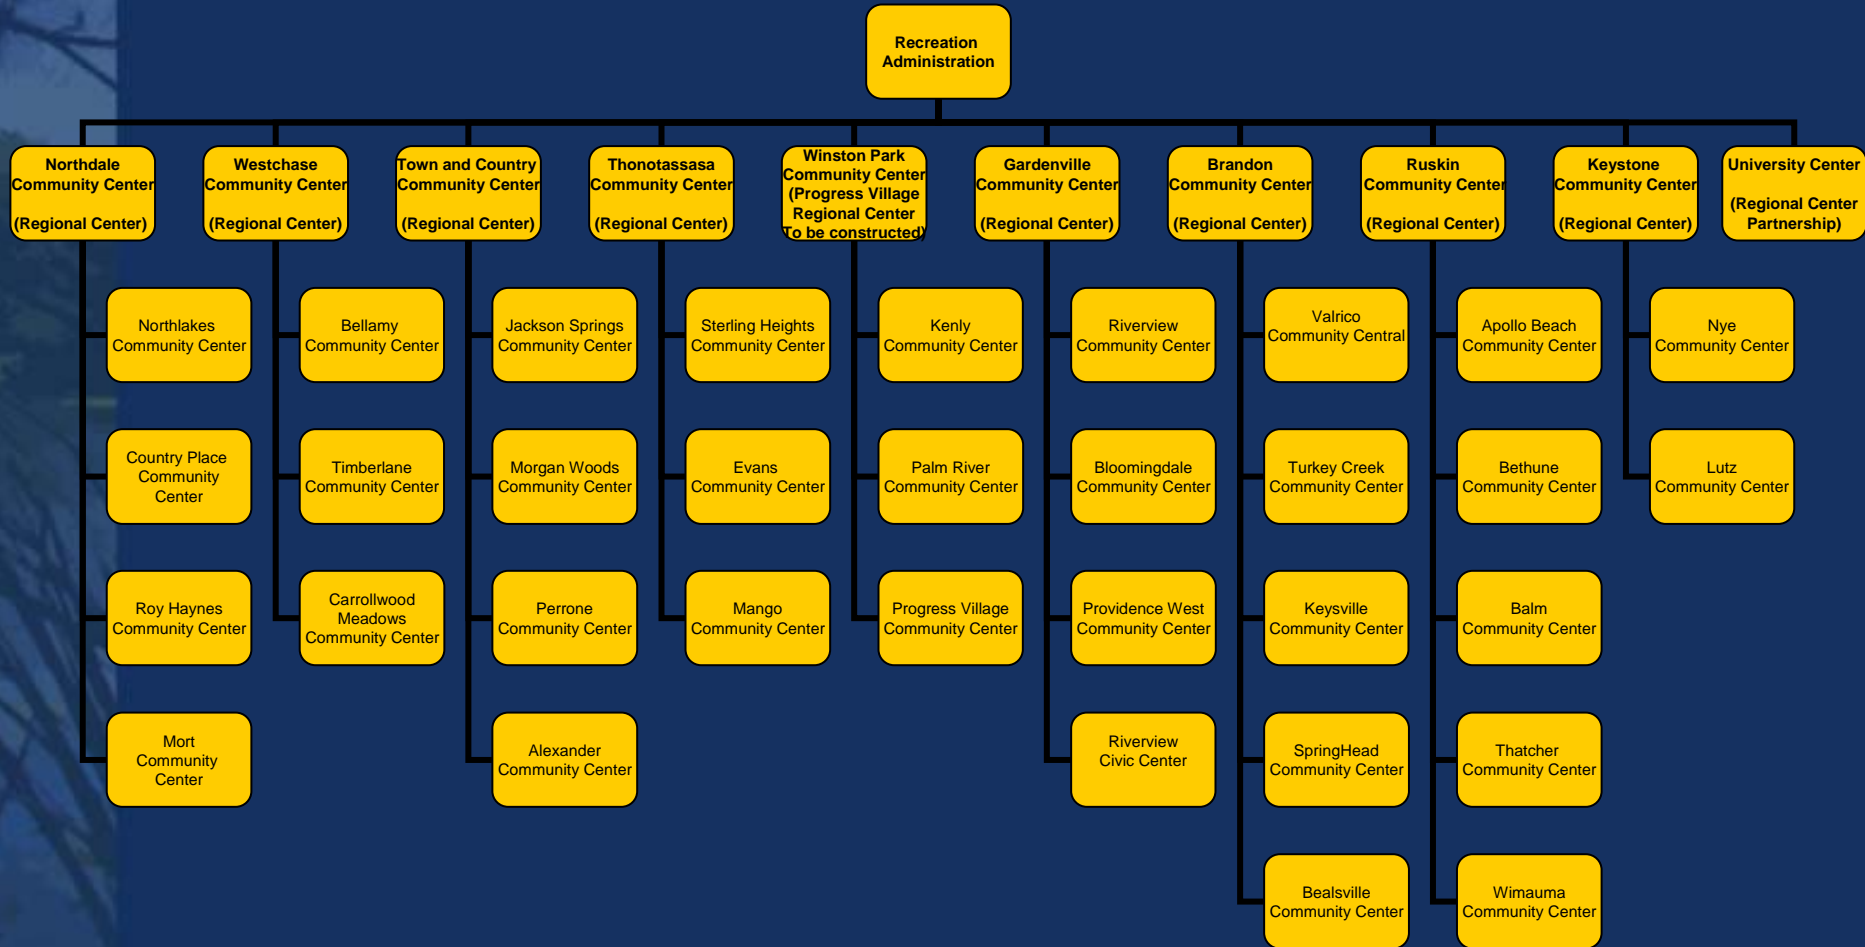 Recreation
Administration
Northdale
Community Center
(Regional Center)
Westchase
Community Center
(Regional Center)
Town and Country
Community Center
(Regional Center)
Thonotassasa
Community Center
(Regional Center)
Winston Park
Community Center
(Progress Village
Regional Center
To be constructed)
Gardenville
Community Center
(Regional Center)
Brandon
Community Center
(Regional Center)
Ruskin
Community Center
(Regional Center)
Keystone
Community Center
(Regional Center)
University Center
(Regional Center
Partnership)
Northlakes
Community Center
Bellamy
Community Center
Jackson Springs
Community Center
Sterling Heights
Community Center
Kenly
Community Center
Riverview
Community Center
Valrico
Community Central
Apollo Beach
Community Center
Nye
Community Center
Country Place
Community
Center
Timberlane
Community Center
Morgan Woods
Community Center
Evans
Community Center
Palm River
Community Center
Bloomingdale
Community Center
Turkey Creek
Community Center
Bethune
Community Center
Lutz
Community Center
Roy Haynes
Community Center
Carrollwood
Meadows
Community Center
Perrone
Community Center
Mango
Community Center
Progress Village
Community Center
Providence West
Community Center
Keysville
Community Center
Balm
Community Center
Mort
Community
Center
Alexander
Community Center
Riverview
Civic Center
SpringHead
Community Center
Thatcher
Community Center
Bealsville
Community Center
Wimauma
Community Center